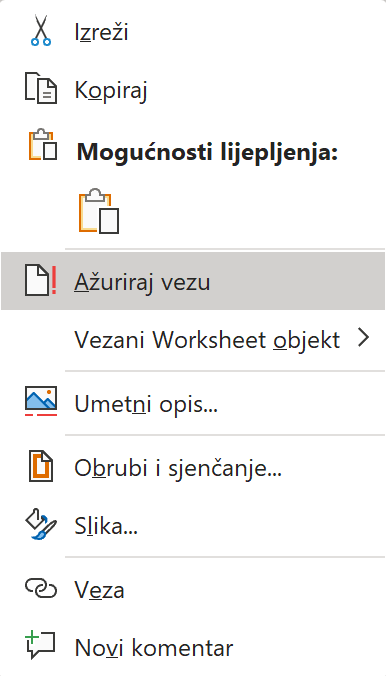 Izreži
Kopiraj
Mogućnosti lijepljenja:
Ažuriraj vezu
Vezani Worksheet objekt
Umetni opis...
Obrubi i sjenčanje...
Slika...
Veza
Novi komentar